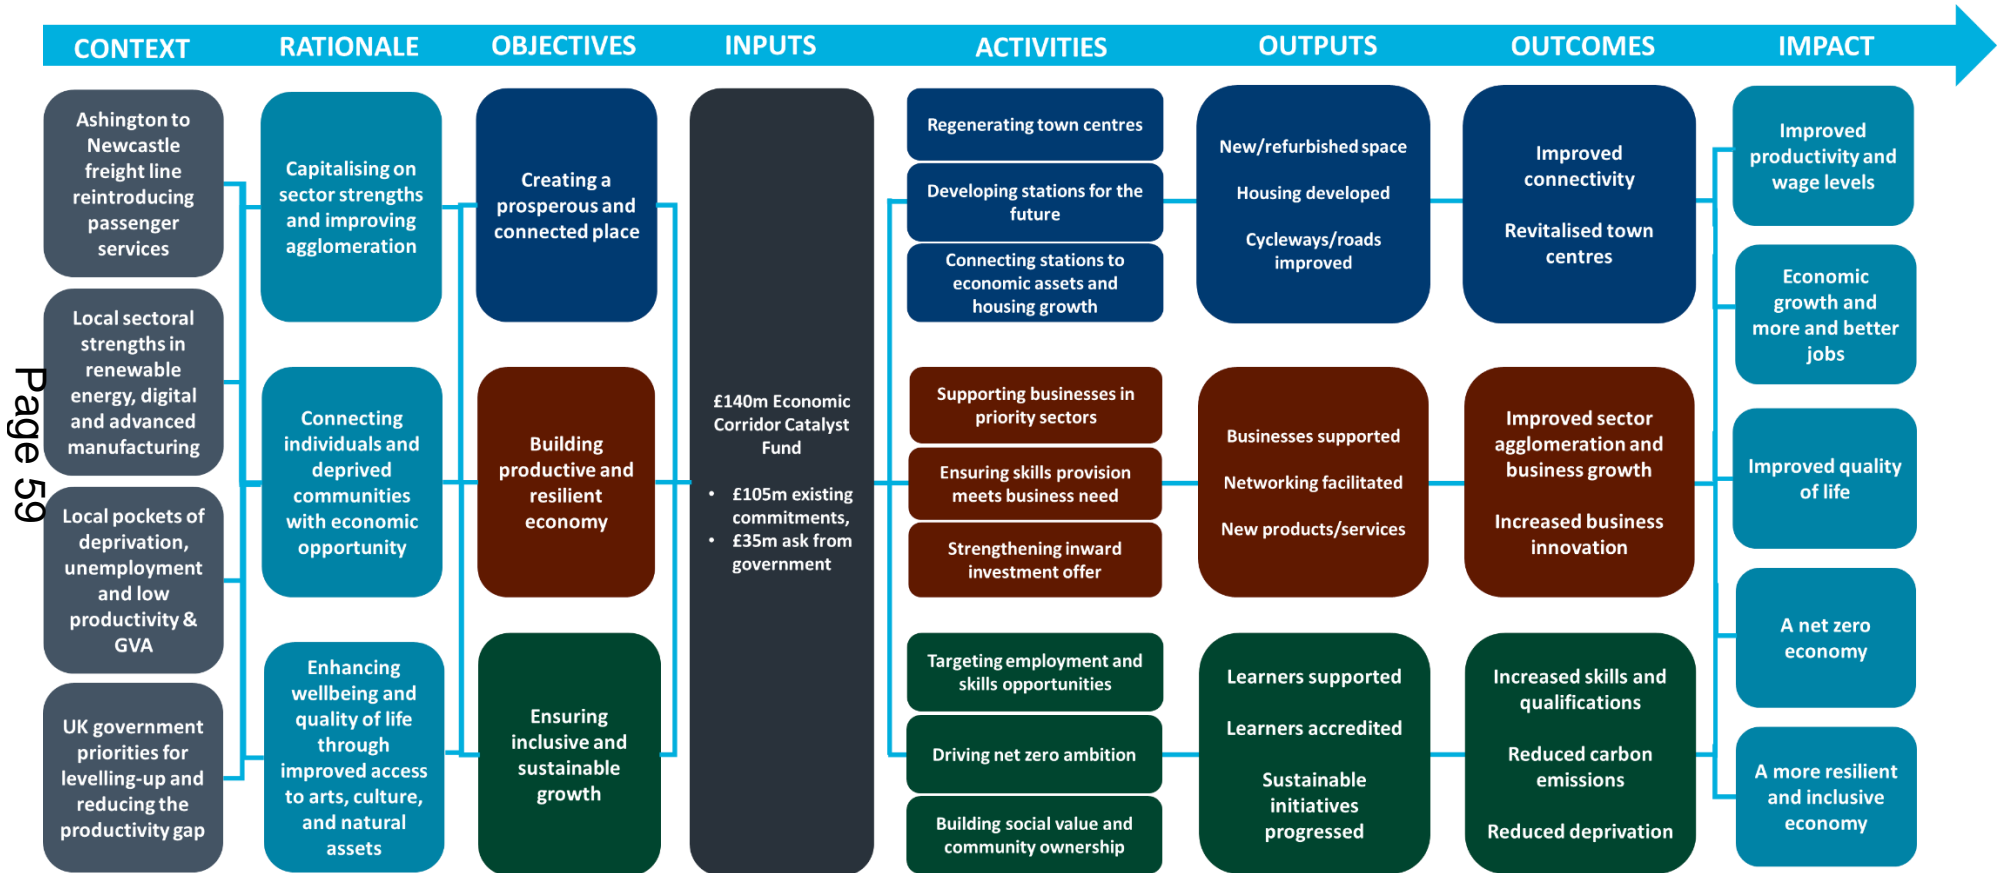 CONTEXT
RATIONALE
OBJECTIVES
INPUTS
ACTIVITIES
OUTPUTS
OUTCOMES
IMPACT
Ashington to
Newcastle
freight line
reintroducing
passenger
services
Local sectoral
strengths in
renewable
energy, digital
and advanced
manufacturing
Local pockets of
deprivation,
unemployment
and low
productivity &
GVA
UK government
priorities for
levelling-up and
reducing the
productivity gap
Capitalising on
sector strengths
and improving
agglomeration
Connecting
individuals and
deprived
communities
with economic
opportunity
Enhancing
wellbeing and
quality of life
through
improved access
to arts, culture,
and natural
assets
Creating a
prosperous and
connected place
Building
productive and
resilient
economy
Ensuring
inclusive and
sustainable
growth
£140m Economic
Corridor Catalyst
Fund
• £105m existing
commitments,
• £35m ask from
government
Regenerating town centres
Developing stations for the
future
Connecting stations to
economic assets and
housing growth
Supporting businesses in
priority sectors
Ensuring skills provision
meets business need
Strengthening inward
investment offer
Targeting employment and
skills opportunities
Driving net zero ambition
Building social value and
community ownership
New/refurbished space
Housing developed
Cycleways/roads
improved
Businesses supported
Networking facilitated
New products/services
Learners supported
Learners accredited
Sustainable
initiatives
progressed
Improved
connectivity
Revitalised town
centres
Improved sector
agglomeration and
business growth
Increased business
innovation
Increased skills and
qualifications
Reduced carbon
emissions
Reduced deprivation
Improved
productivity and
wage levels
Economic
growth and
more and better
jobs
Improved quality
of life
A net zero
economy
A more resilient
and inclusive
economy
Page 59